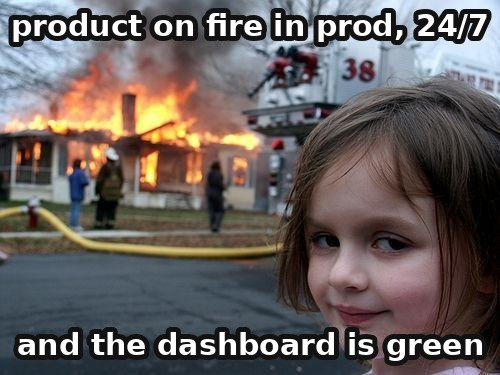 product on fire in prod, 24/7
38
and the dashboard is green